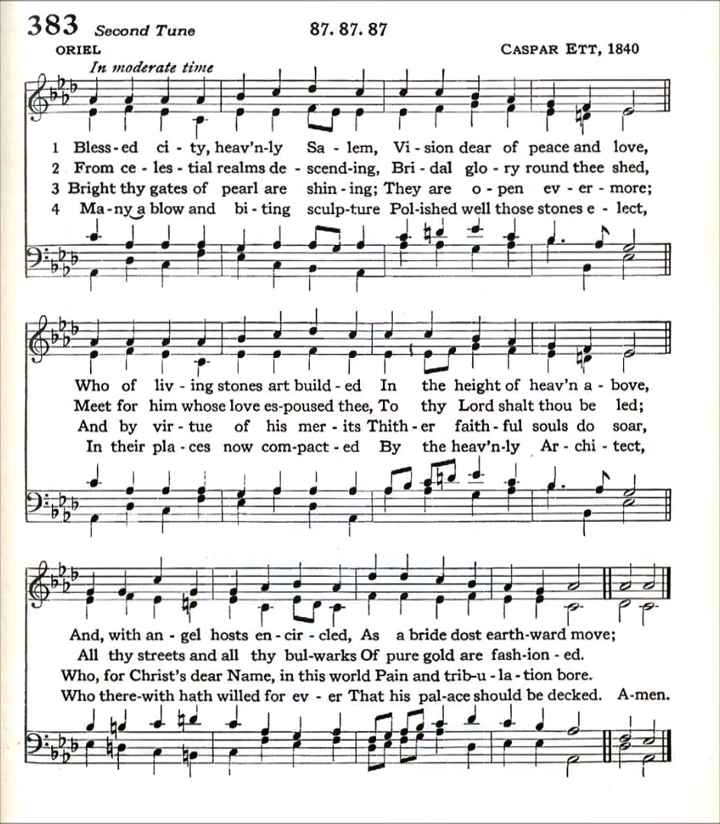 383 Second Tune 87. 87. 87
ORIEL CASPAR ETT, 1840
In moderate time
1 Bless-ed ci - ty, heav'n-ly Sa - lem, Vi - sion dear of peace and love,
2 From ce - les - tial realms de - scend-ing, Bri - dal glo - ry round thee shed,
3 Bright thy gates of pearl are shin - ing; They are o - pen ev - er - more;
4 Ma-ny a blow and bi - ting sculp-ture Pol-ished well those stones e - lect,
Who of liv - ing stones art build - ed In the height of heav'n a - bove,
Meet for him whose love es-poused thee, To thy Lord shalt thou be led;
And by vir - tue of his mer - its Thith - er faith - ful souls do soar,
In their pla - ces now com-pact - ed By the heav'n-ly Ar - chi - tect,
And, with an - gel hosts en - cir - cled, As a bride dost earth-ward move;
All thy streets and all thy bul-warks Of pure gold are fash-ion - ed.
Who, for Christ's dear Name, in this world Pain and trib-u - la - tion bore.
Who there-with hath willed for ev - er That his pal-ace should be decked. A-men.